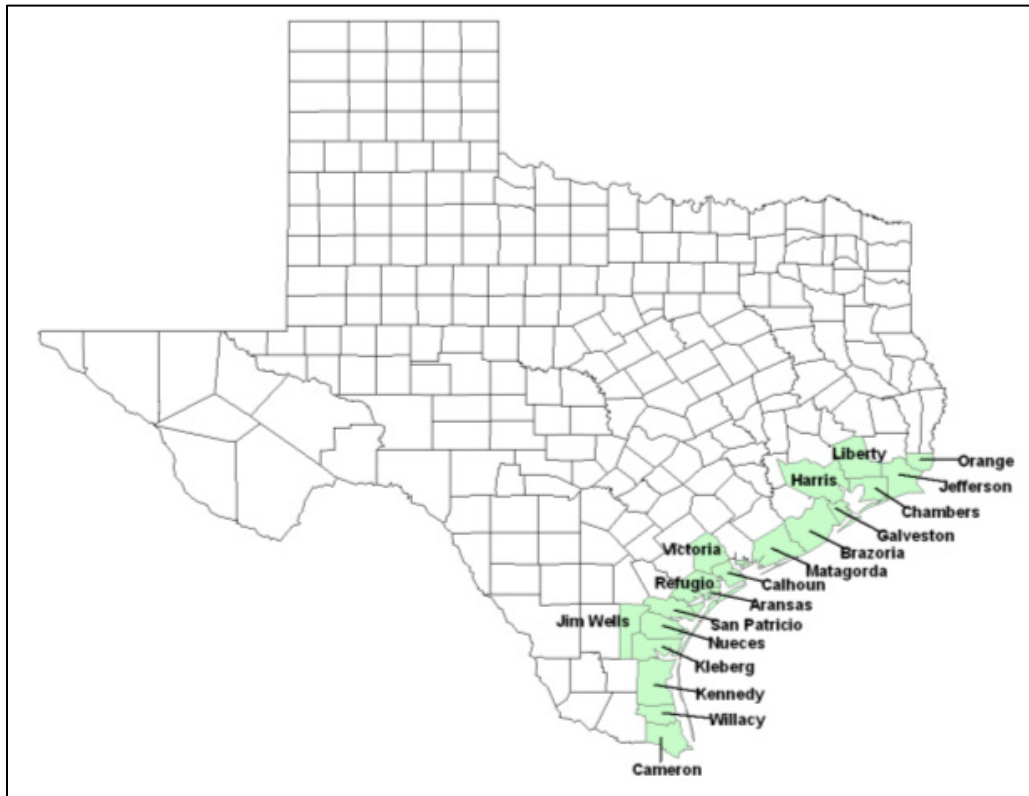 Liberty
Orange
Harris
Jefferson
Chambers
Galveston
Brazoria
Victoria
Matagorda
Refugio
Calhoun
Aransas
Jim Wells
San Patricio
Nueces
Kleberg
Kennedy
Willacy
Cameron